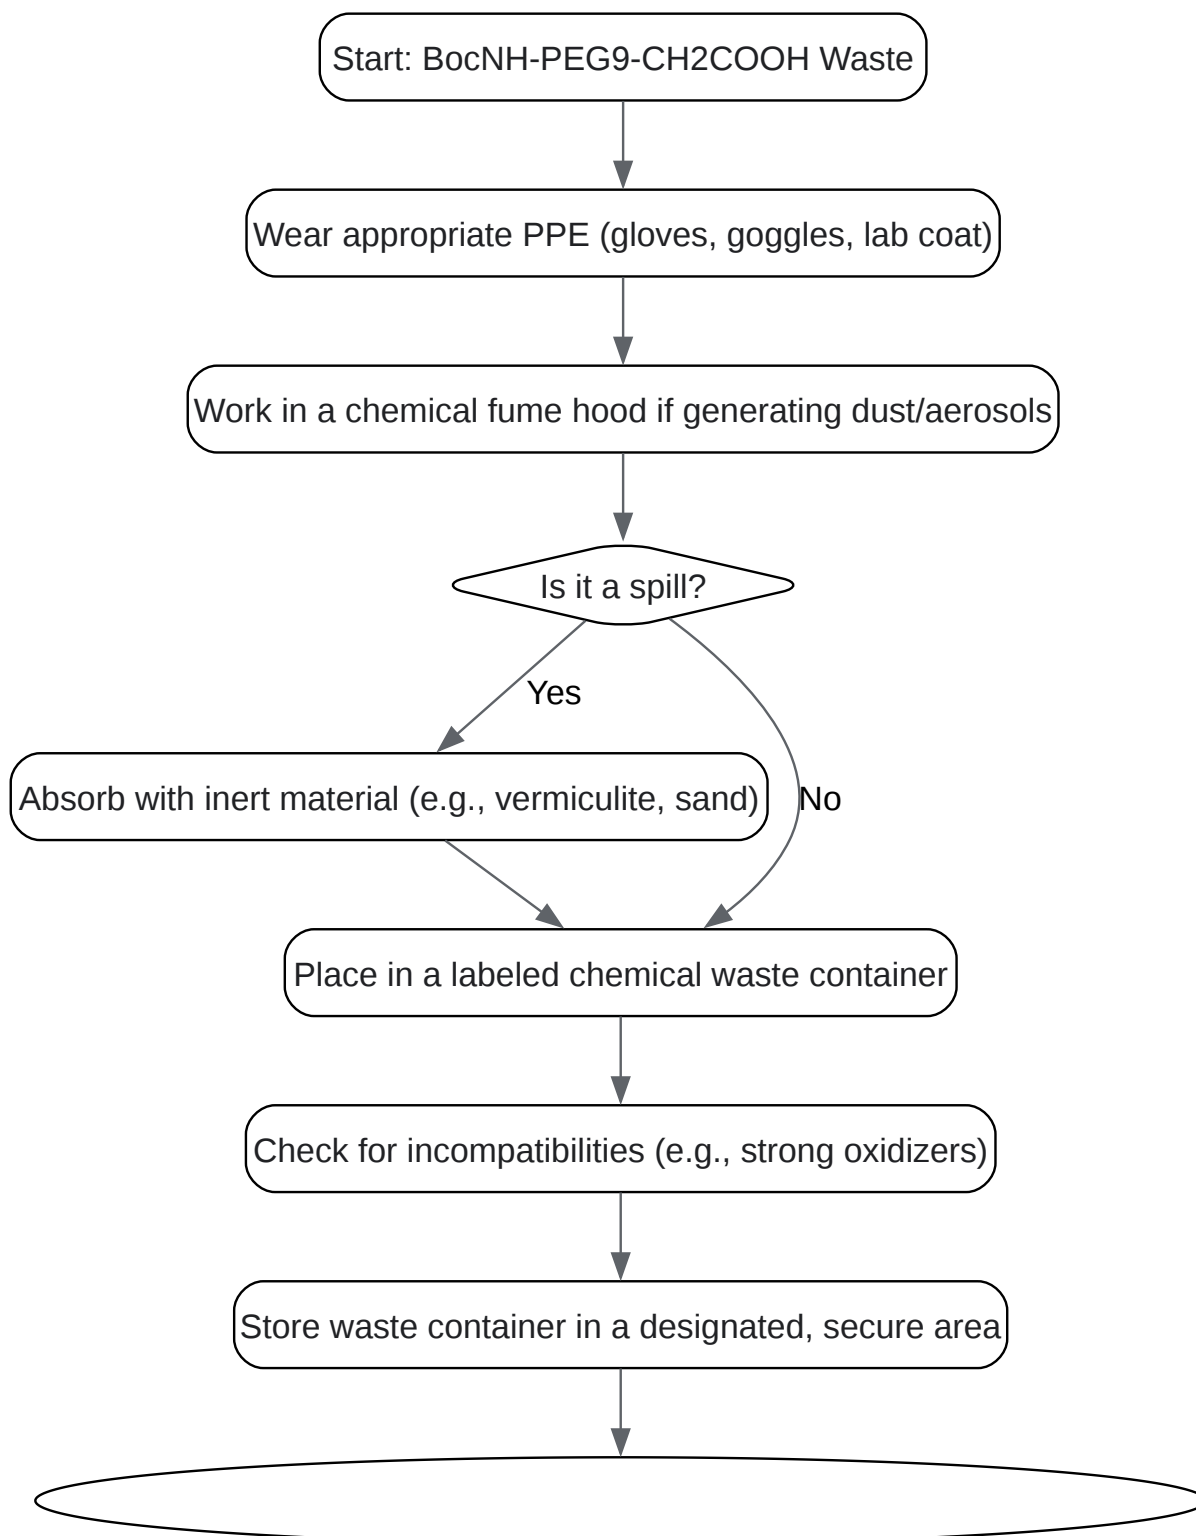 Start: BocNH-PEG9-CH2COOH Waste
Wear appropriate PPE (gloves, goggles, lab coat)
Work in a chemical fume hood if generating dust/aerosols
Is it a spill?
Yes
Absorb with inert material (e.g., vermiculite, sand)
No
Place in a labeled chemical waste container
Check for incompatibilities (e.g., strong oxidizers)
Store waste container in a designated, secure area